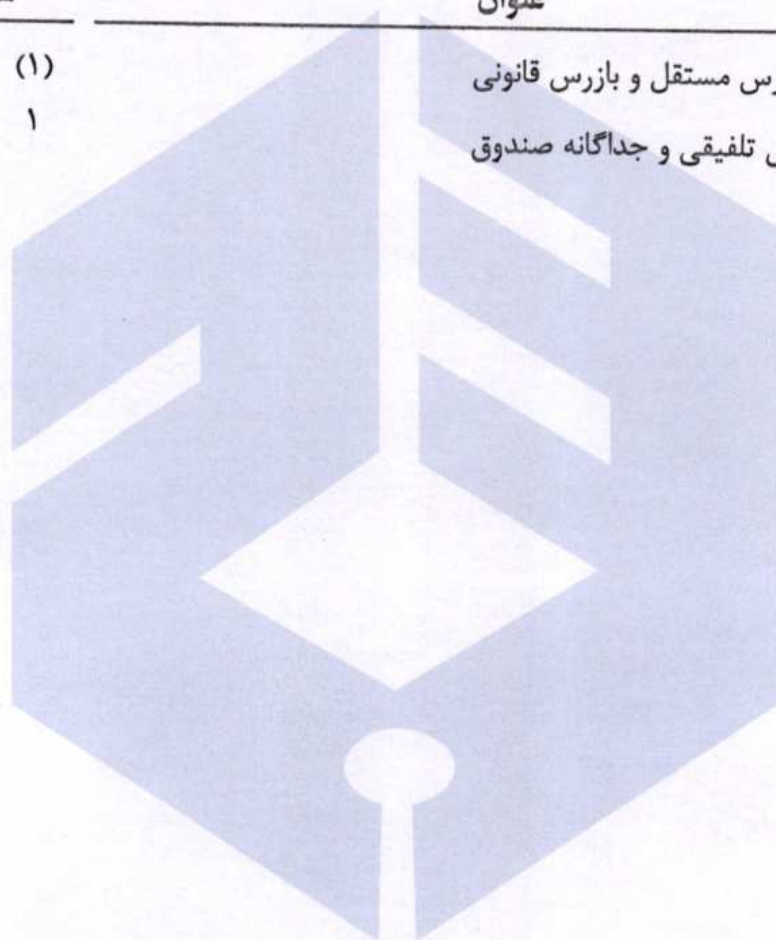 عنوان
رس مستقل و بازرس قانونی (۱)
تلفیقی و جداگانه صندوق ۱